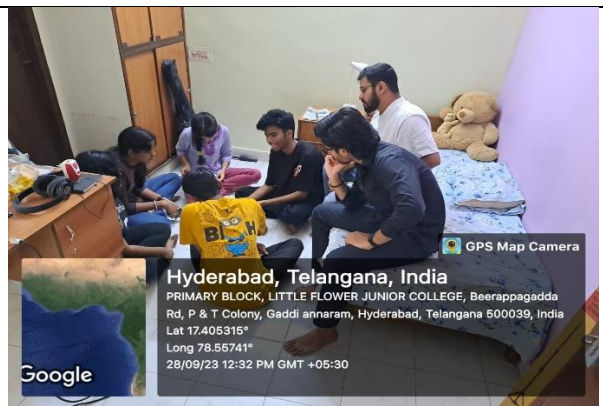 BL H
GPS Map Camera
Hyderabad, Telangana, India
PRIMARY BLOCK, LITTLE FLOWER JUNIOR COLLEGE, Beerappagadda
Rd, P & T Colony, Gaddi annaram, Hyderabad, Telangana 500039, India
Lat 17.405315°
Long 78.55741°
28/09/23 12:32 PM GMT +05:30
Google